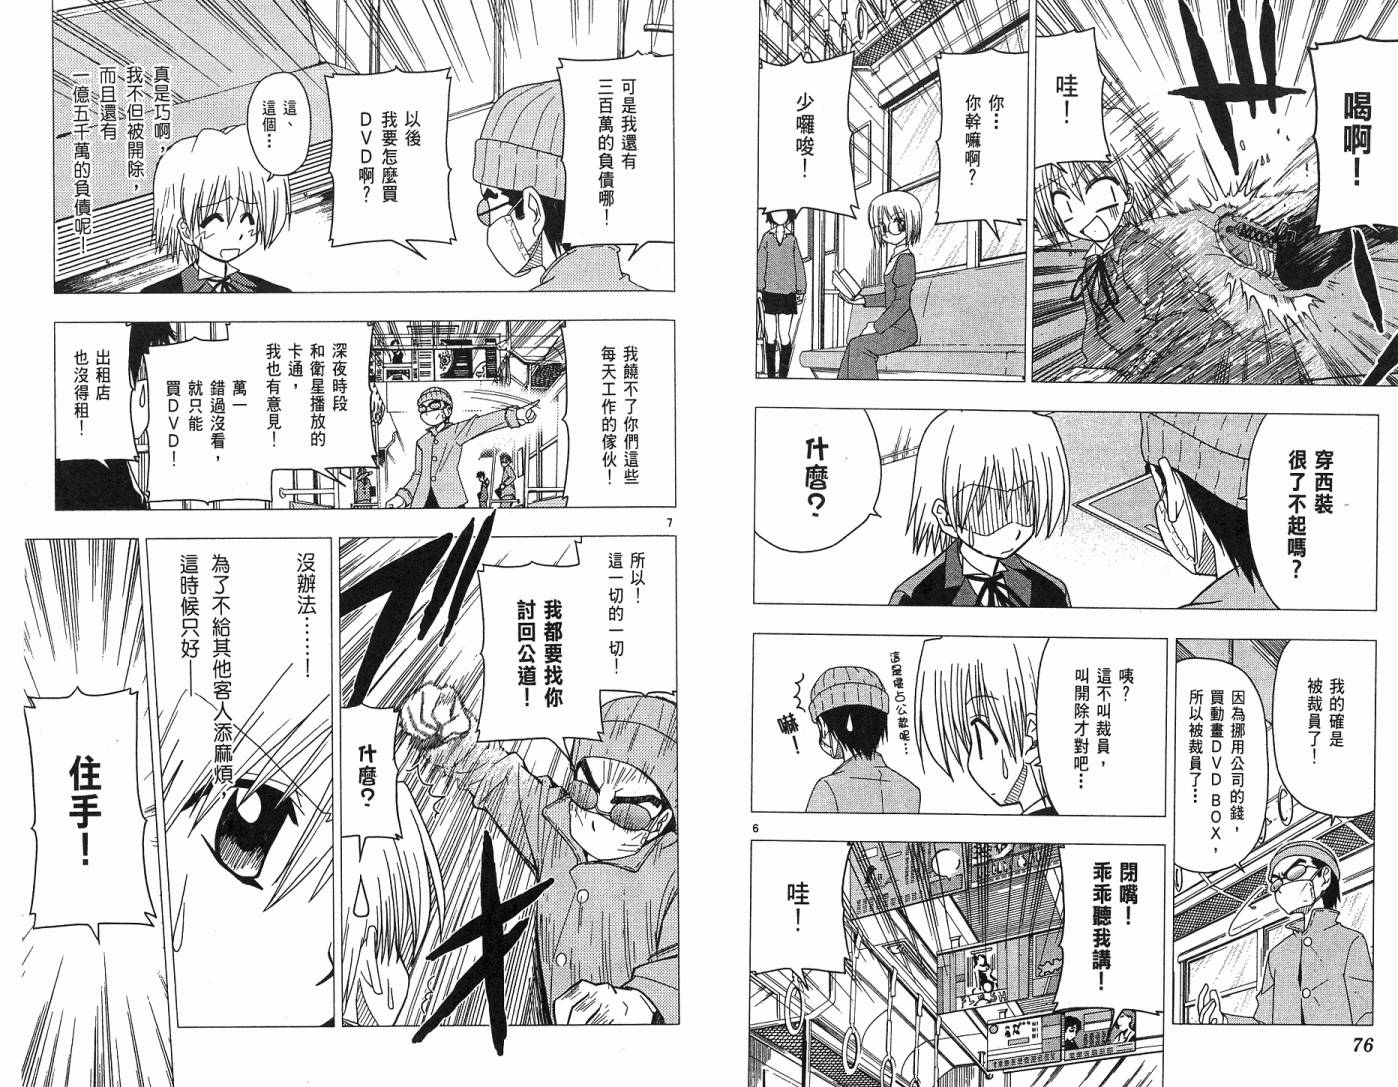 喝啊！
哇！
你…
你幹嘛啊？
少囉唆！
穿西裝
很了不起嗎？
什麼？
我的確是
被裁員了！
因為挪用公司的錢，
買動畫DVD BOX，
所以被裁員了…
咦？
這不叫裁員，
叫開除才對吧…
這是侵占公款呢…
嚇！
6
閉嘴！
乖乖聽我講！
哇！
76
可是我還有
三百萬的負債哪！
以後
我要怎麼買
DVD啊？
這、
這個…
真是巧啊，
我不但被開除，
而且還有
一億五千萬的負債呢—
我饒不了你們這些
每天工作的傢伙！
深夜時段
和衛星播放的
卡通，
我也有意見！
萬一
錯過沒看，
就只能
買DVD！
出租店
也沒得租！
7
所以！
這一切的一切！
我都要找你
討回公道！
什麼？
沒辦法……！
為了不給其他客人添麻煩，
這時候只好—
住手！